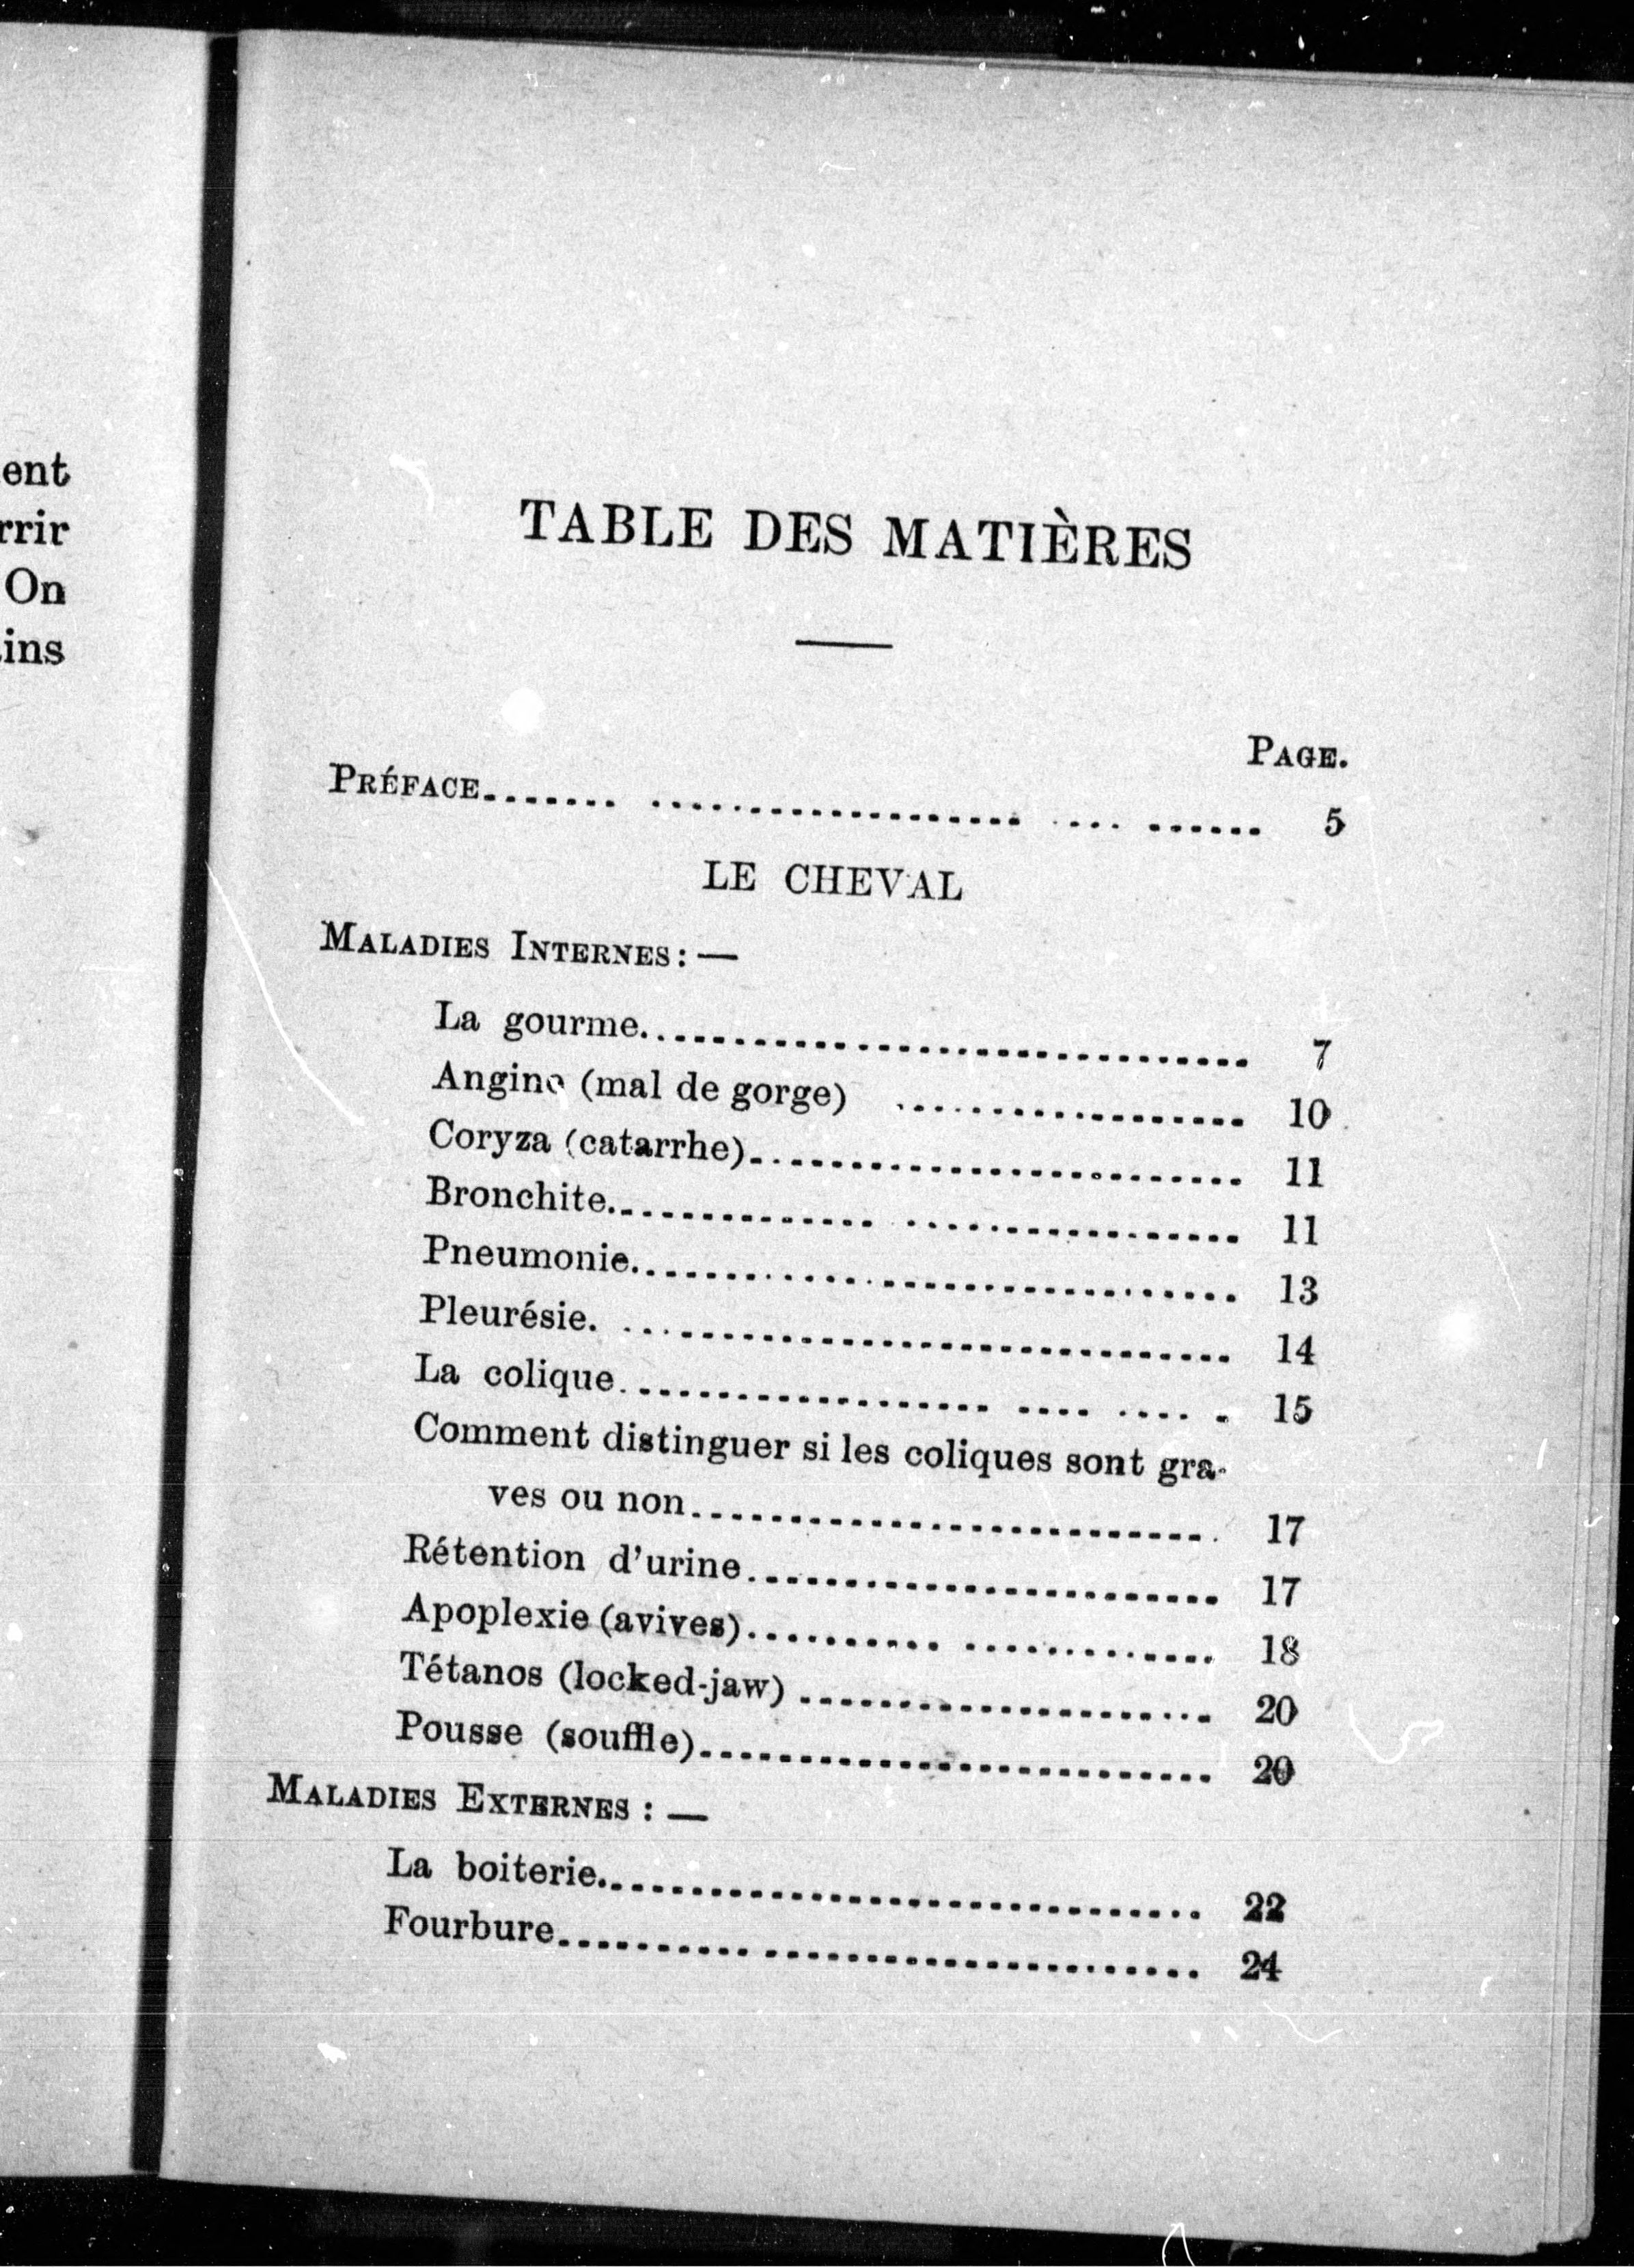 ent
rrir
On
ins
TABLE DES MATIÈRES
PAGE.
PRÉFACE....... ................... .... ...... 5
LE CHEVAL
MALADIES INTERNES : —
La gourme............................... 7
Angine (mal de gorge) .................. 10
Coryza (catarrhe)......................... 11
Bronchite.............. ................. 11
Pneumonie............................... 13
Pleurésie. ............................... 14
La colique................... .... .... . 15
Comment distinguer si les coliques sont gra-
ves ou non........................... 17
Rétention d'urine........................ 17
Apoplexie (avives).......... ............. 18
Tétanos (locked-jaw) ..................... 20
Pousse (souffle).......................... 20
MALADIES EXTERNES : —
La boiterie............................... 22
Fourbure.......... ...................... 24